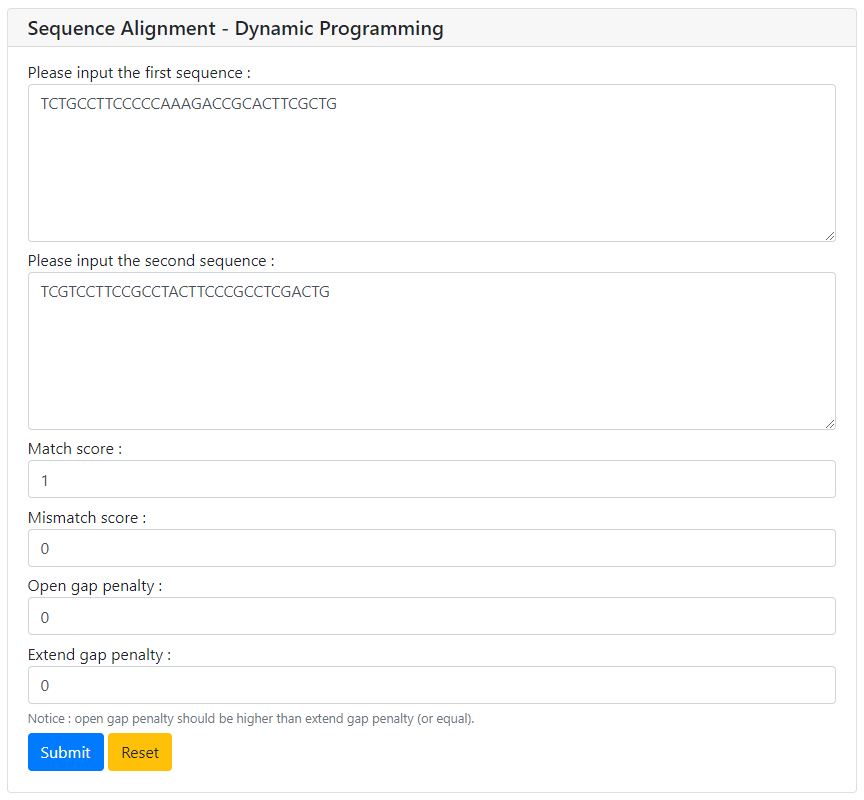 Sequence Alignment - Dynamic Programming
Please input the first sequence :
TCTGCCTTCCCCCAAAGACCGCACTTCGCTG
Please input the second sequence :
TCGTCCTTCCGCCTACTTCCCGCCTCGACTG
Match score :
1
Mismatch score :
0
Open gap penalty :
0
Extend gap penalty :
0
Notice : open gap penalty should be higher than extend gap penalty (or equal).
Submit Reset